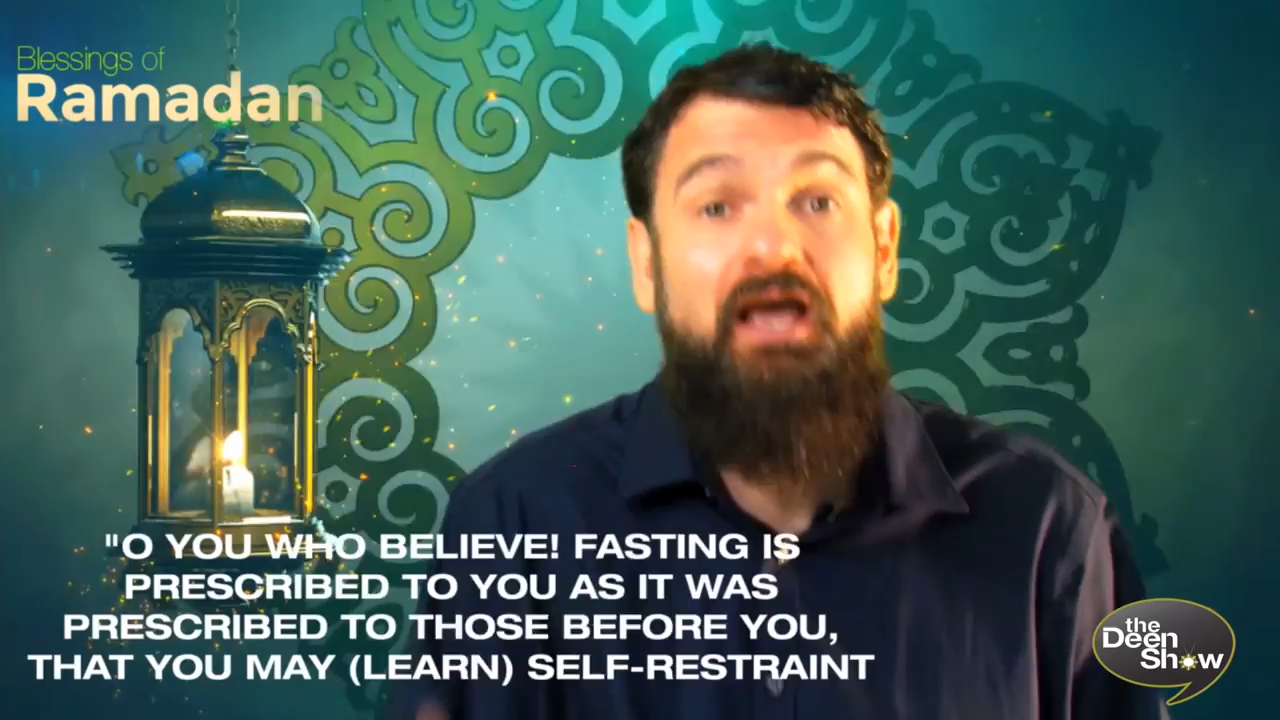 Blessings of
Ramadan
"O YOU WHO BELIEVE! FASTING IS
PRESCRIBED TO YOU AS IT WAS
PRESCRIBED TO THOSE BEFORE YOU,
THAT YOU MAY (LEARN) SELF-RESTRAINT
the
Deen
Show